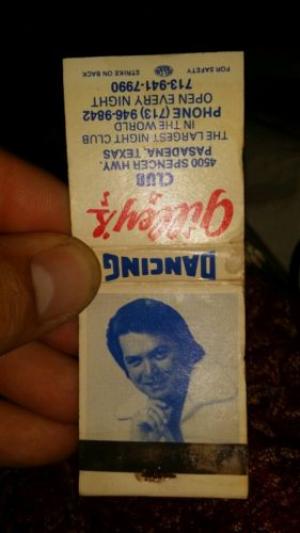 DANCING
Gilley's
CLUB
4500 SPENCER HWY.
PASADENA, TEXAS
THE LARGEST NIGHT CLUB
IN THE WORLD
PHONE (713) 946-9842
OPEN EVERY NIGHT
713-941-7990
FOR SAFETY STRIKE ON BACK